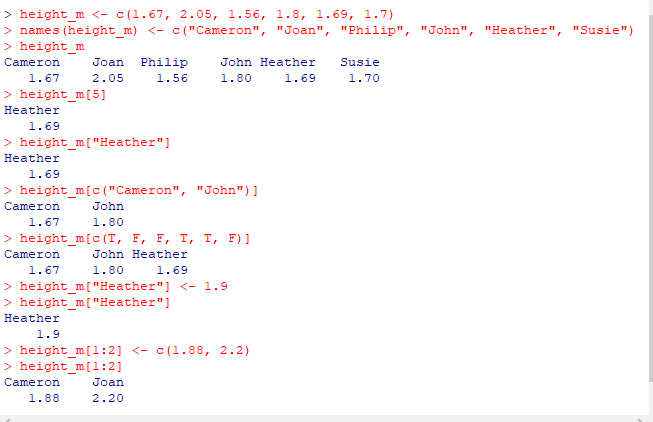 > height_m <- c(1.67, 2.05, 1.56, 1.8, 1.69, 1.7)
> names(height_m) <- c("Cameron", "Joan", "Philip", "John", "Heather", "Susie")
> height_m
Cameron    Joan  Philip    John Heather   Susie
   1.67    2.05    1.56    1.80    1.69    1.70
> height_m[5]
Heather
   1.69
> height_m["Heather"]
Heather
   1.69
> height_m[c("Cameron", "John")]
Cameron    John
   1.67    1.80
> height_m[c(T, F, F, T, T, F)]
Cameron    John Heather
   1.67    1.80    1.69
> height_m["Heather"] <- 1.9
> height_m["Heather"]
Heather
    1.9
> height_m[1:2] <- c(1.88, 2.2)
> height_m[1:2]
Cameron    Joan
   1.88    2.20